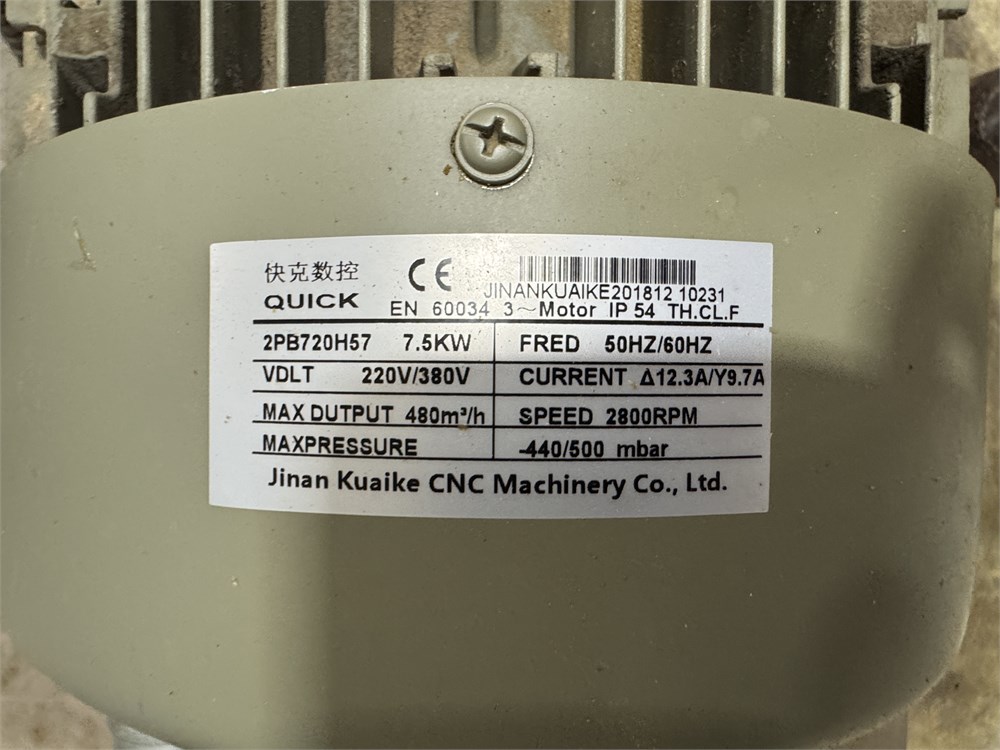 快克数控
QUICK
CE
JINANKUAIKE201812 10231
EN 60034 3~Motor IP 54 TH.CL.F
2PB720H57 7.5KW FRED 50HZ/60HZ
VDLT 220V/380V CURRENT Δ12.3A/Y9.7A
MAX DUTPUT 480m³/h SPEED 2800RPM
MAXPRESSURE -440/500 mbar
Jinan Kuaike CNC Machinery Co., Ltd.